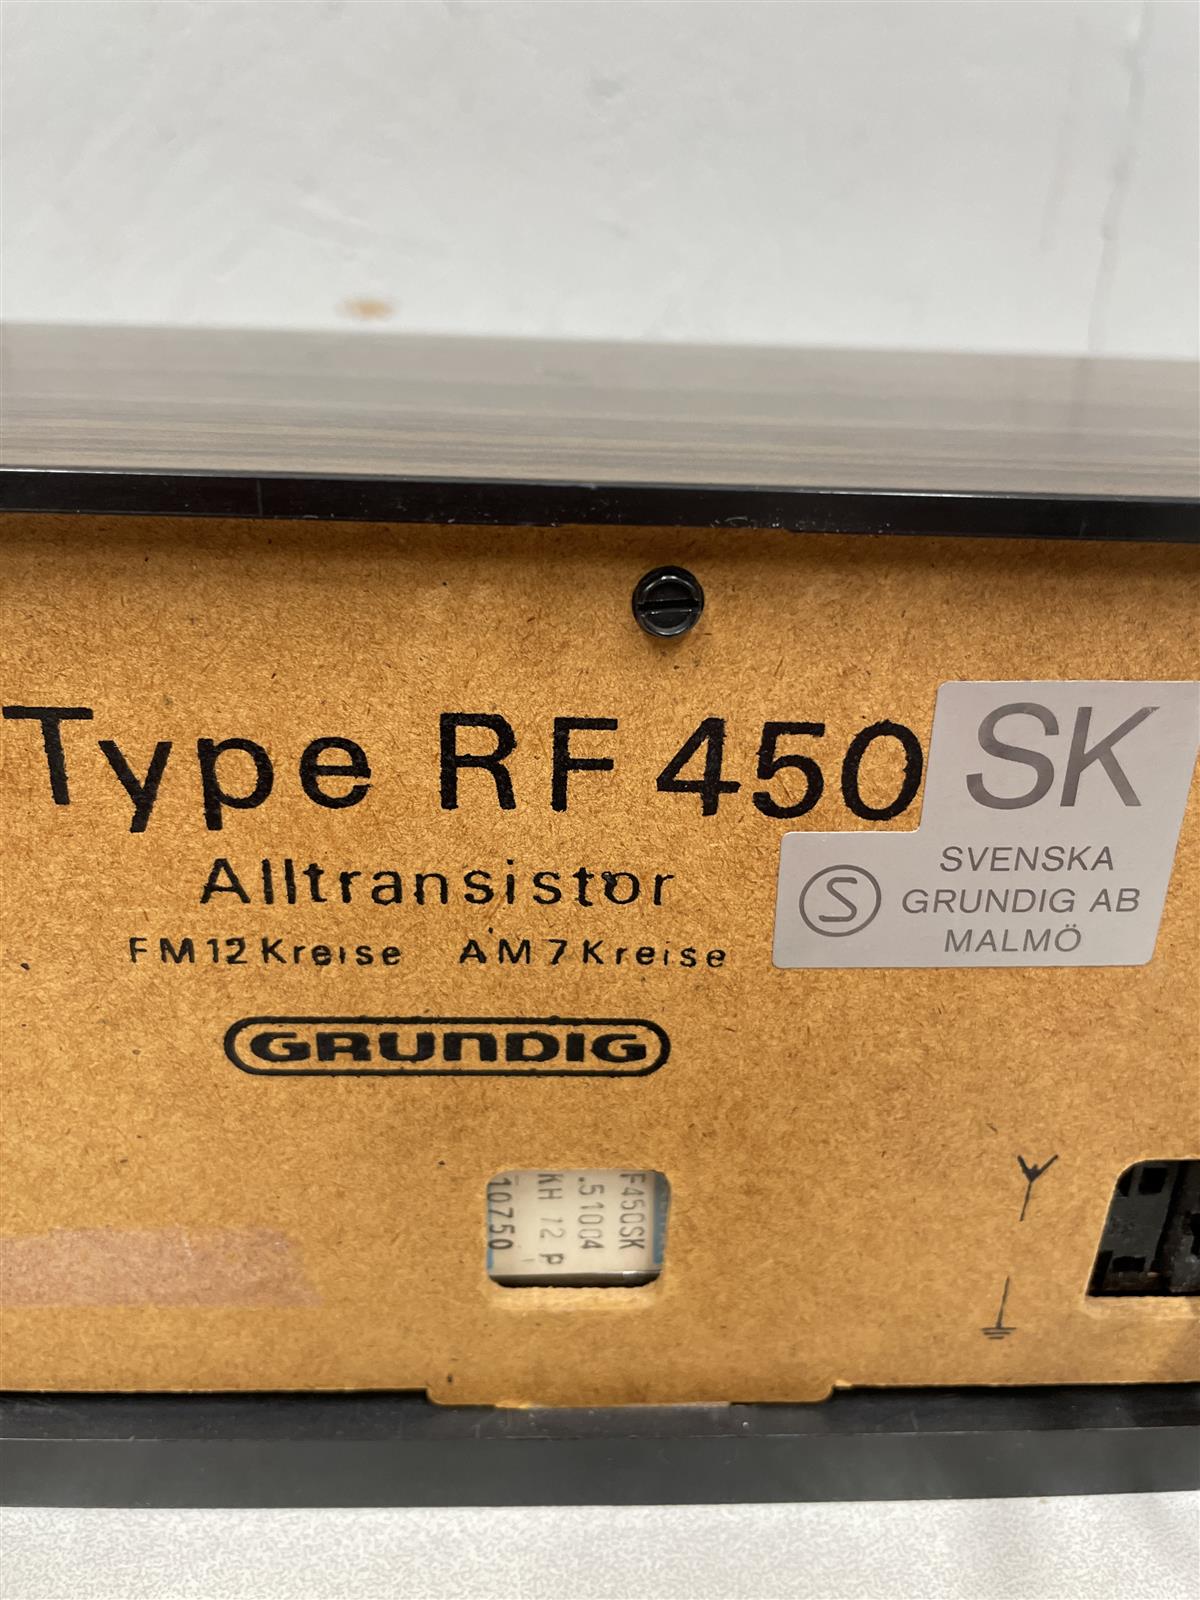 Type RF 450
SK
Alltransistor
FM 12 Kreise AM 7 Kreise
SVENSKA
S GRUNDIG AB
MALMÖ
GRUNDIG
F450SK
.51004
KH 12 P
10750